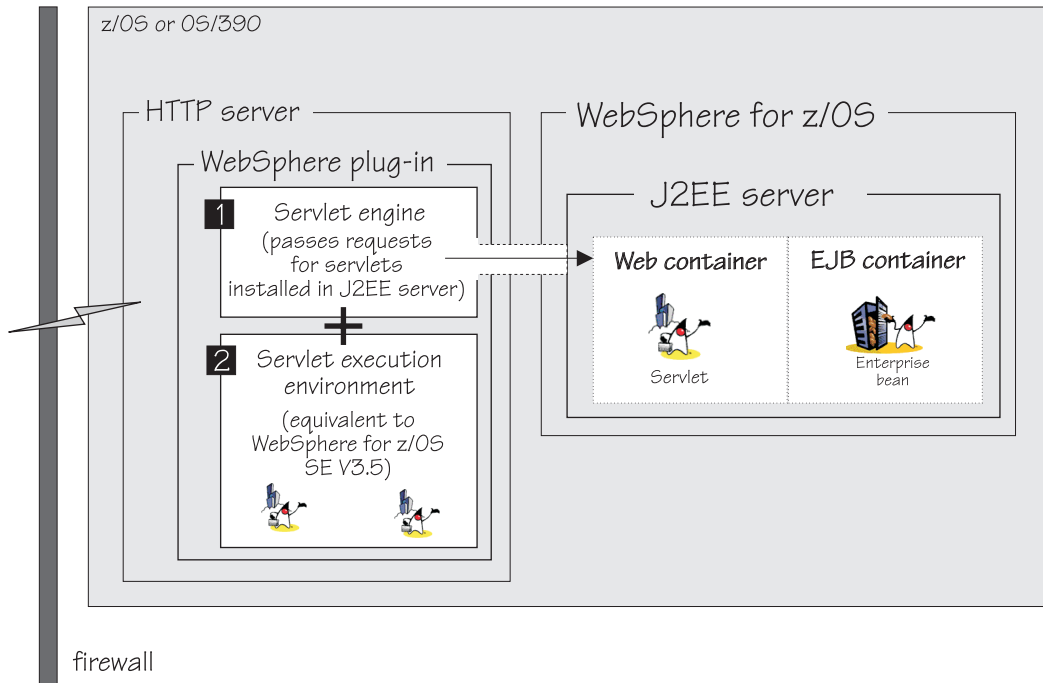 z/OS or OS/390
HTTP server
WebSphere plug-in
1
Servlet engine
(passes requests
for servlets
installed in J2EE server)
2
Servlet execution
environment
(equivalent to
WebSphere for z/OS
SE V3.5)
WebSphere for z/OS
J2EE server
Web container
Servlet
EJB container
Enterprise
bean
firewall